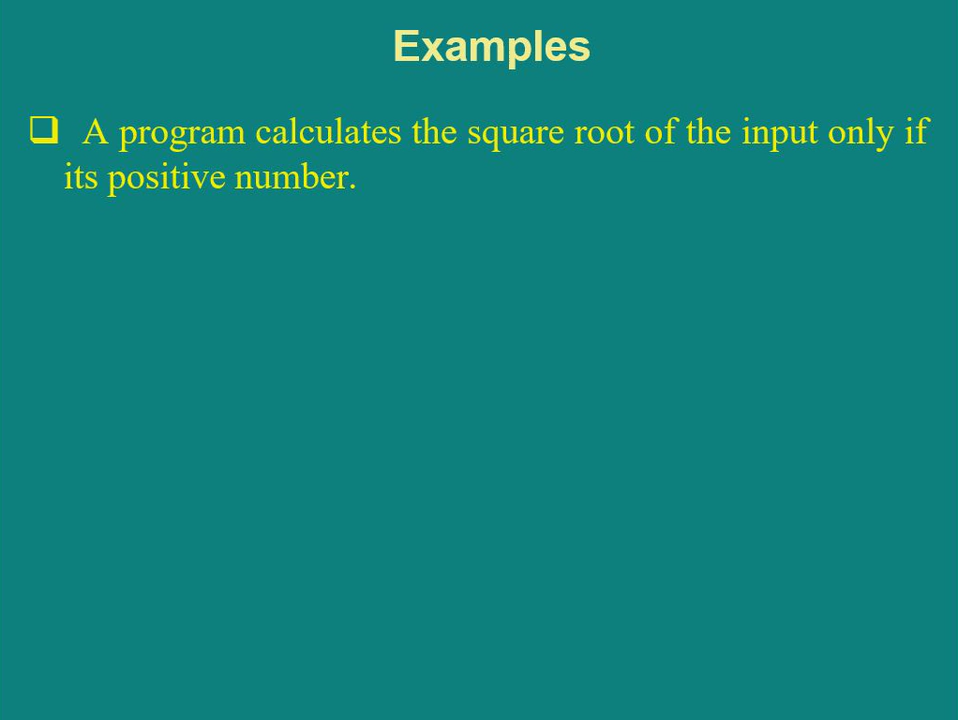 Examples
❑ A program calculates the square root of the input only if
its positive number.